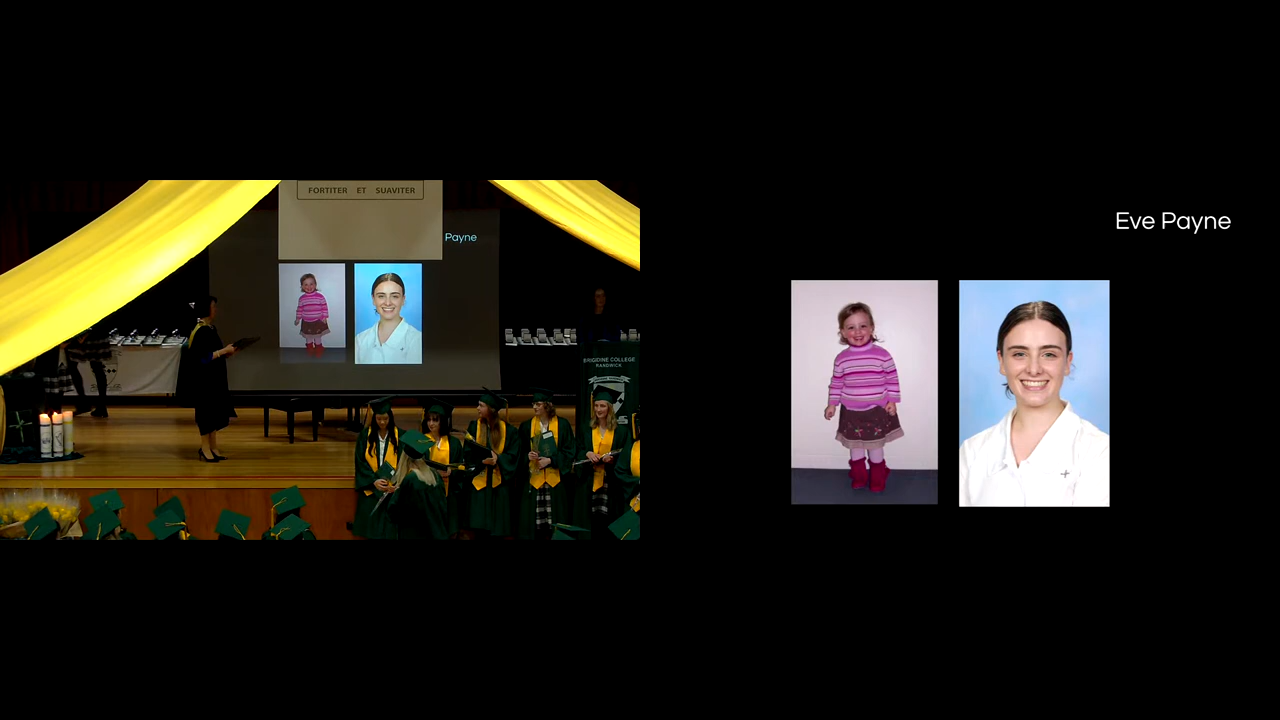 FORTITER ET SUAVITER
Payne
BRIGIDINE COLLEGE
RANDWICK
Eve Payne